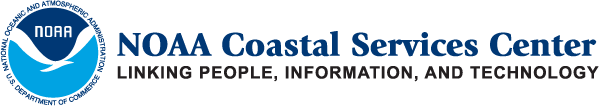 NATIONAL OCEANIC AND ATMOSPHERIC ADMINISTRATION
NOAA
U.S. DEPARTMENT OF COMMERCE
NOAA Coastal Services Center
LINKING PEOPLE, INFORMATION, AND TECHNOLOGY